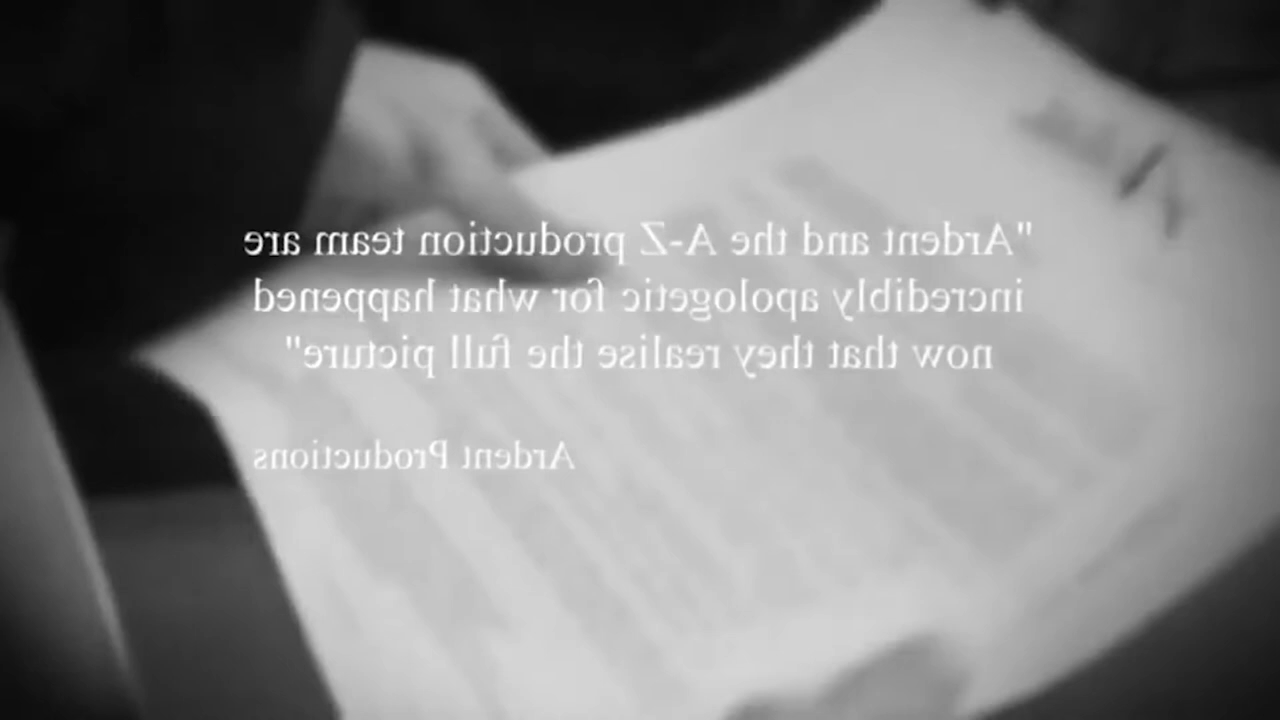 "Ardent and the A-Z production team are
incredibly apologetic for what happened
now that they realise the full picture"
Ardent Productions